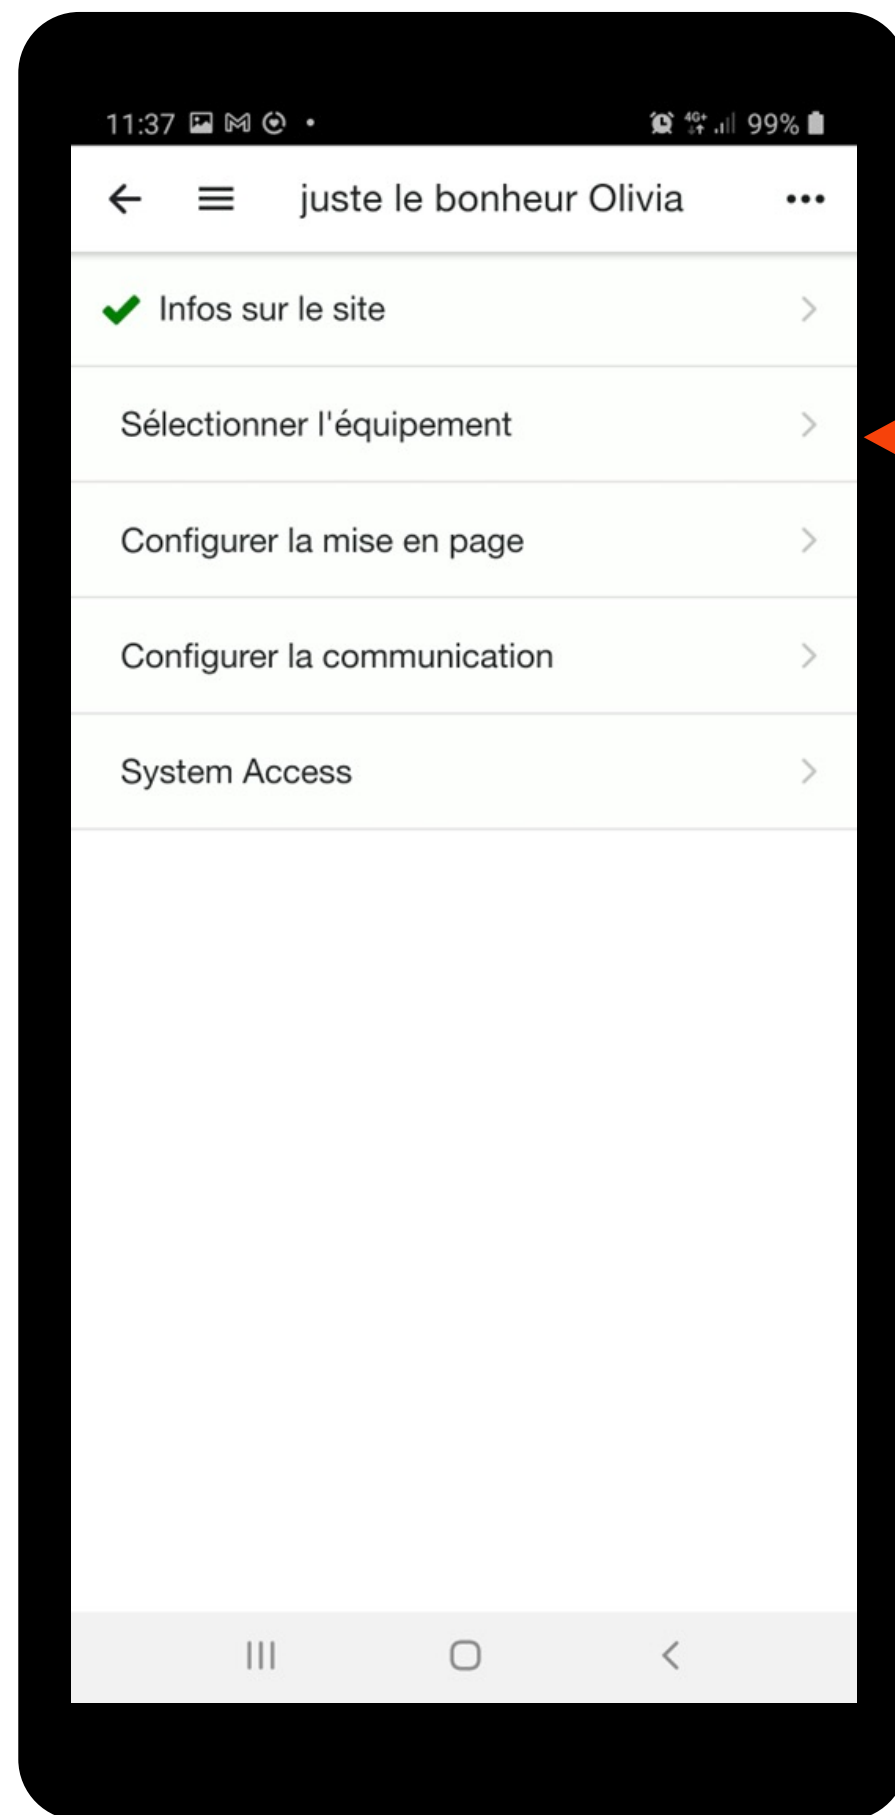 11:37 4G+ 99%
juste le bonheur Olivia
Infos sur le site
Sélectionner l'équipement
Configurer la mise en page
Configurer la communication
System Access